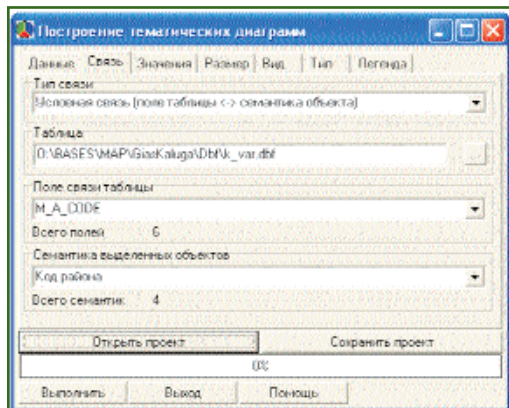 Построение тематических диаграмм
Данные Связь Значения Размер Вид Тип Легенда
Тип связи
Условная связь (поле таблицы <-> семантика объекта)
Таблица
O:\BASES\MAP\GiasKaluga\Dbf\k_var.dbf
...
Поле связи таблицы
M_A_CODE
Всего полей 6
Семантика выделенных объектов
Код района
Всего семантик 4
Открыть проект Сохранить проект
0%
Выполнить Выход Помощь